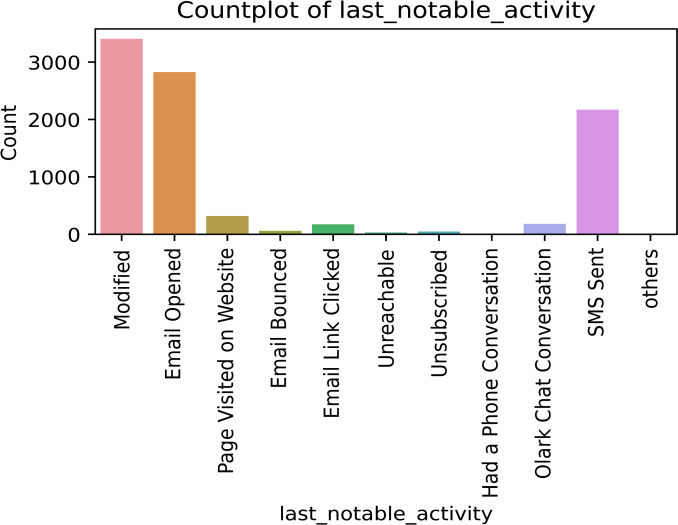 Countplot of last_notable_activity
Count
3000
2000
1000
0
Modified
Email Opened
Page Visited on Website
Email Bounced
Email Link Clicked
Unreachable
Unsubscribed
Had a Phone Conversation
Olark Chat Conversation
SMS Sent
others
last_notable_activity